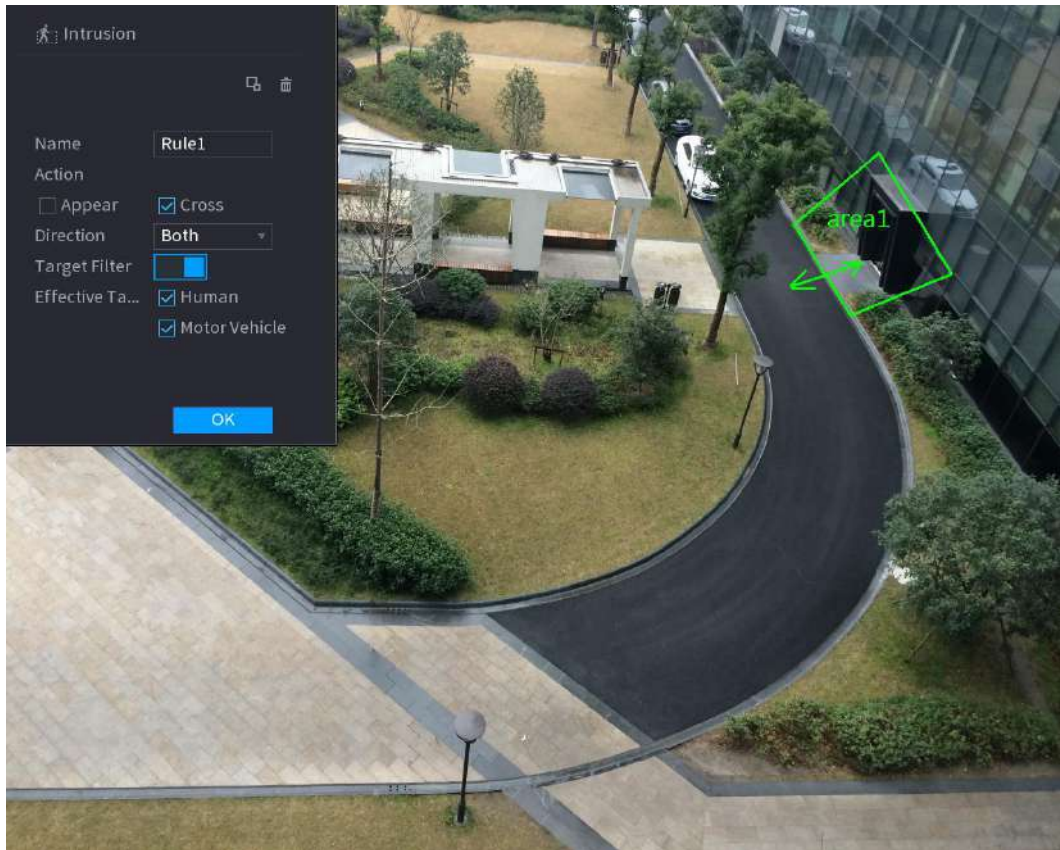 Intrusion
Name Rule1
Action
Appear Cross
Direction Both
Target Filter
Effective Ta... Human
Motor Vehicle
OK
area1